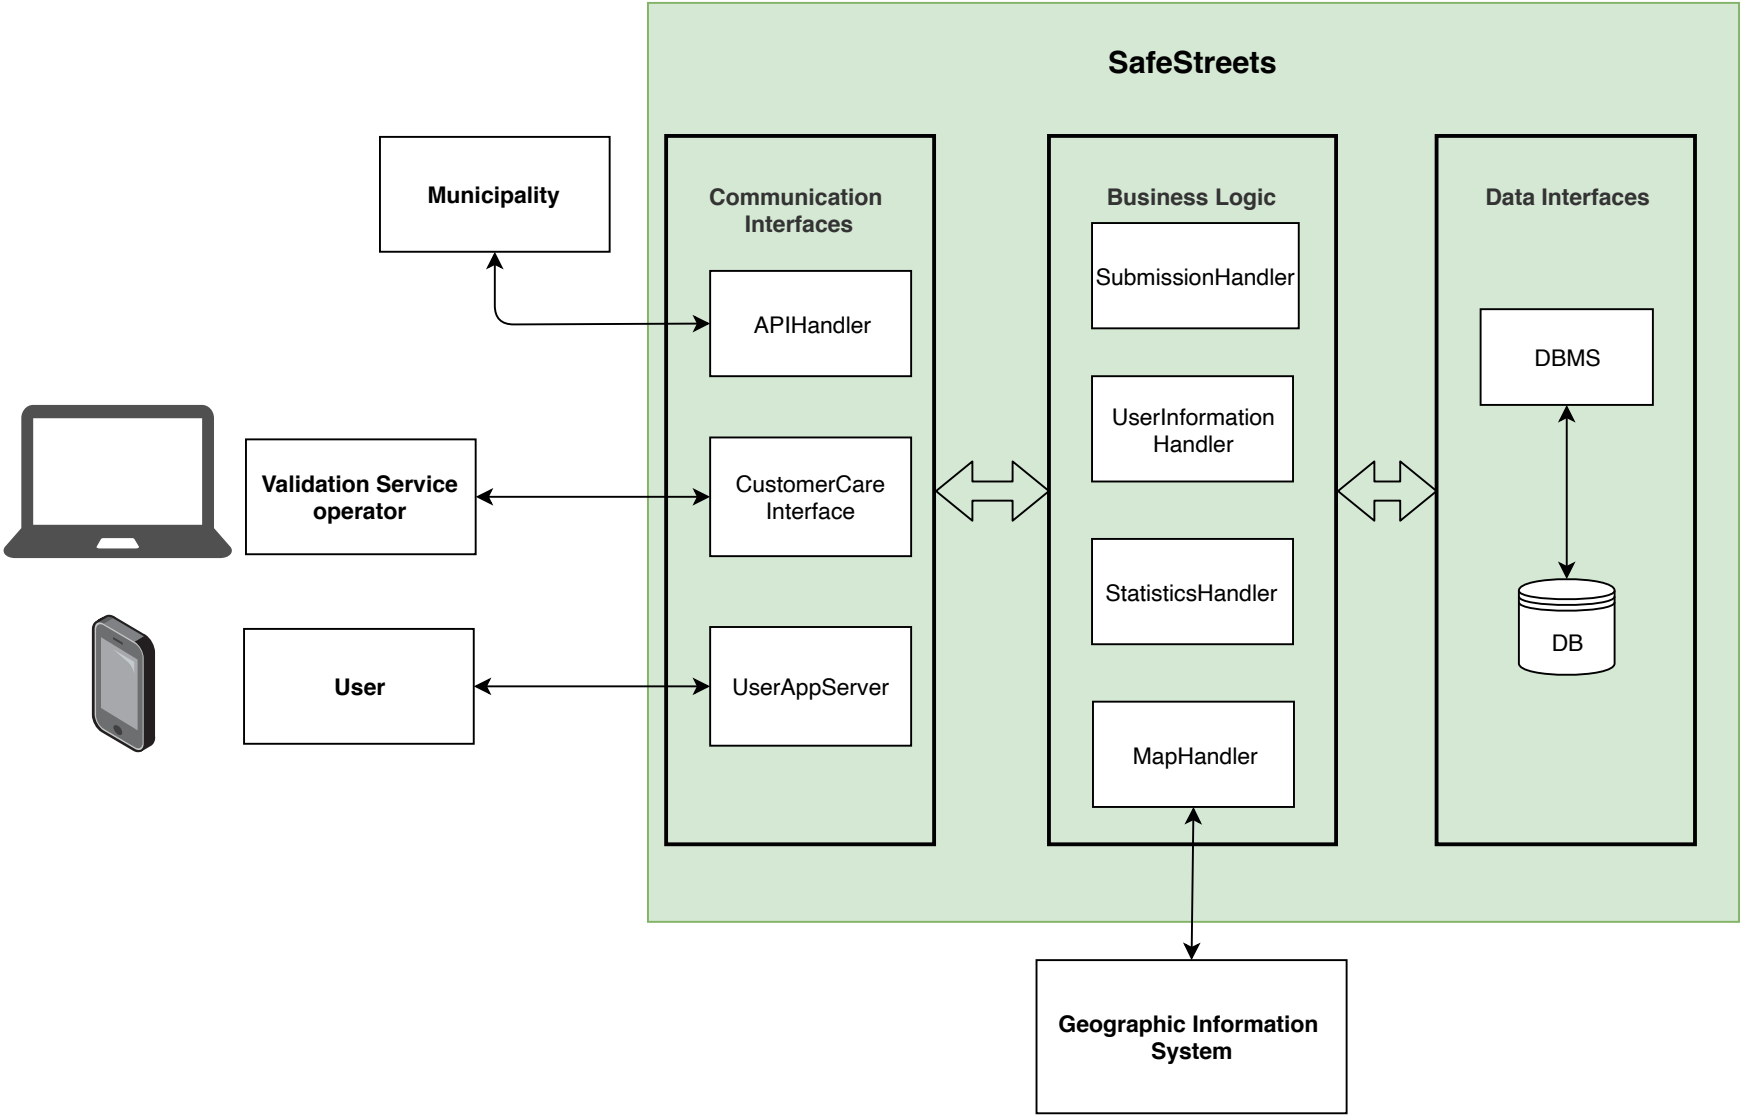 SafeStreets
Municipality
Communication
Interfaces
Business Logic
Data Interfaces
APIHandler
SubmissionHandler
DBMS
UserInformation
Handler
Validation Service
operator
CustomerCare
Interface
StatisticsHandler
DB
User
UserAppServer
MapHandler
Geographic Information
System